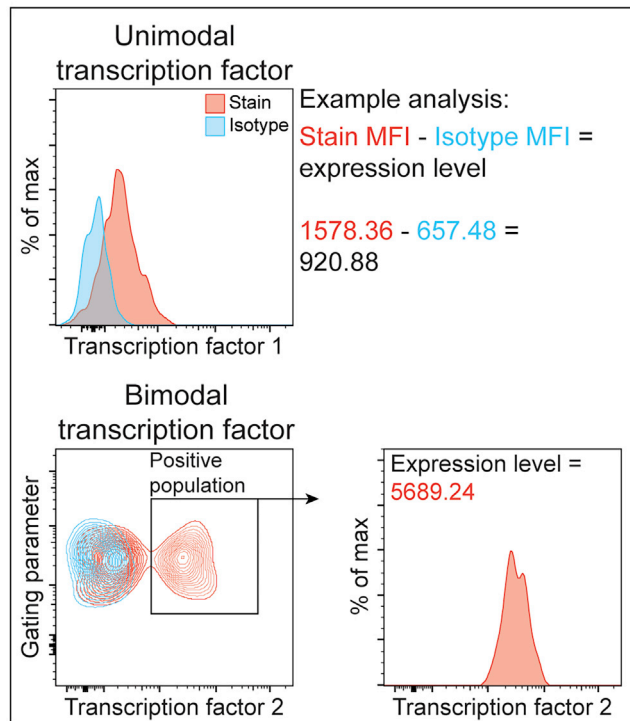 Unimodal
transcription factor
Stain
Isotype
% of max
Transcription factor 1
Example analysis:
Stain MFI - Isotype MFI =
expression level
1578.36 - 657.48 =
920.88
Bimodal
transcription factor
Positive
population
Gating parameter
Transcription factor 2
Expression level =
5689.24
% of max
Transcription factor 2